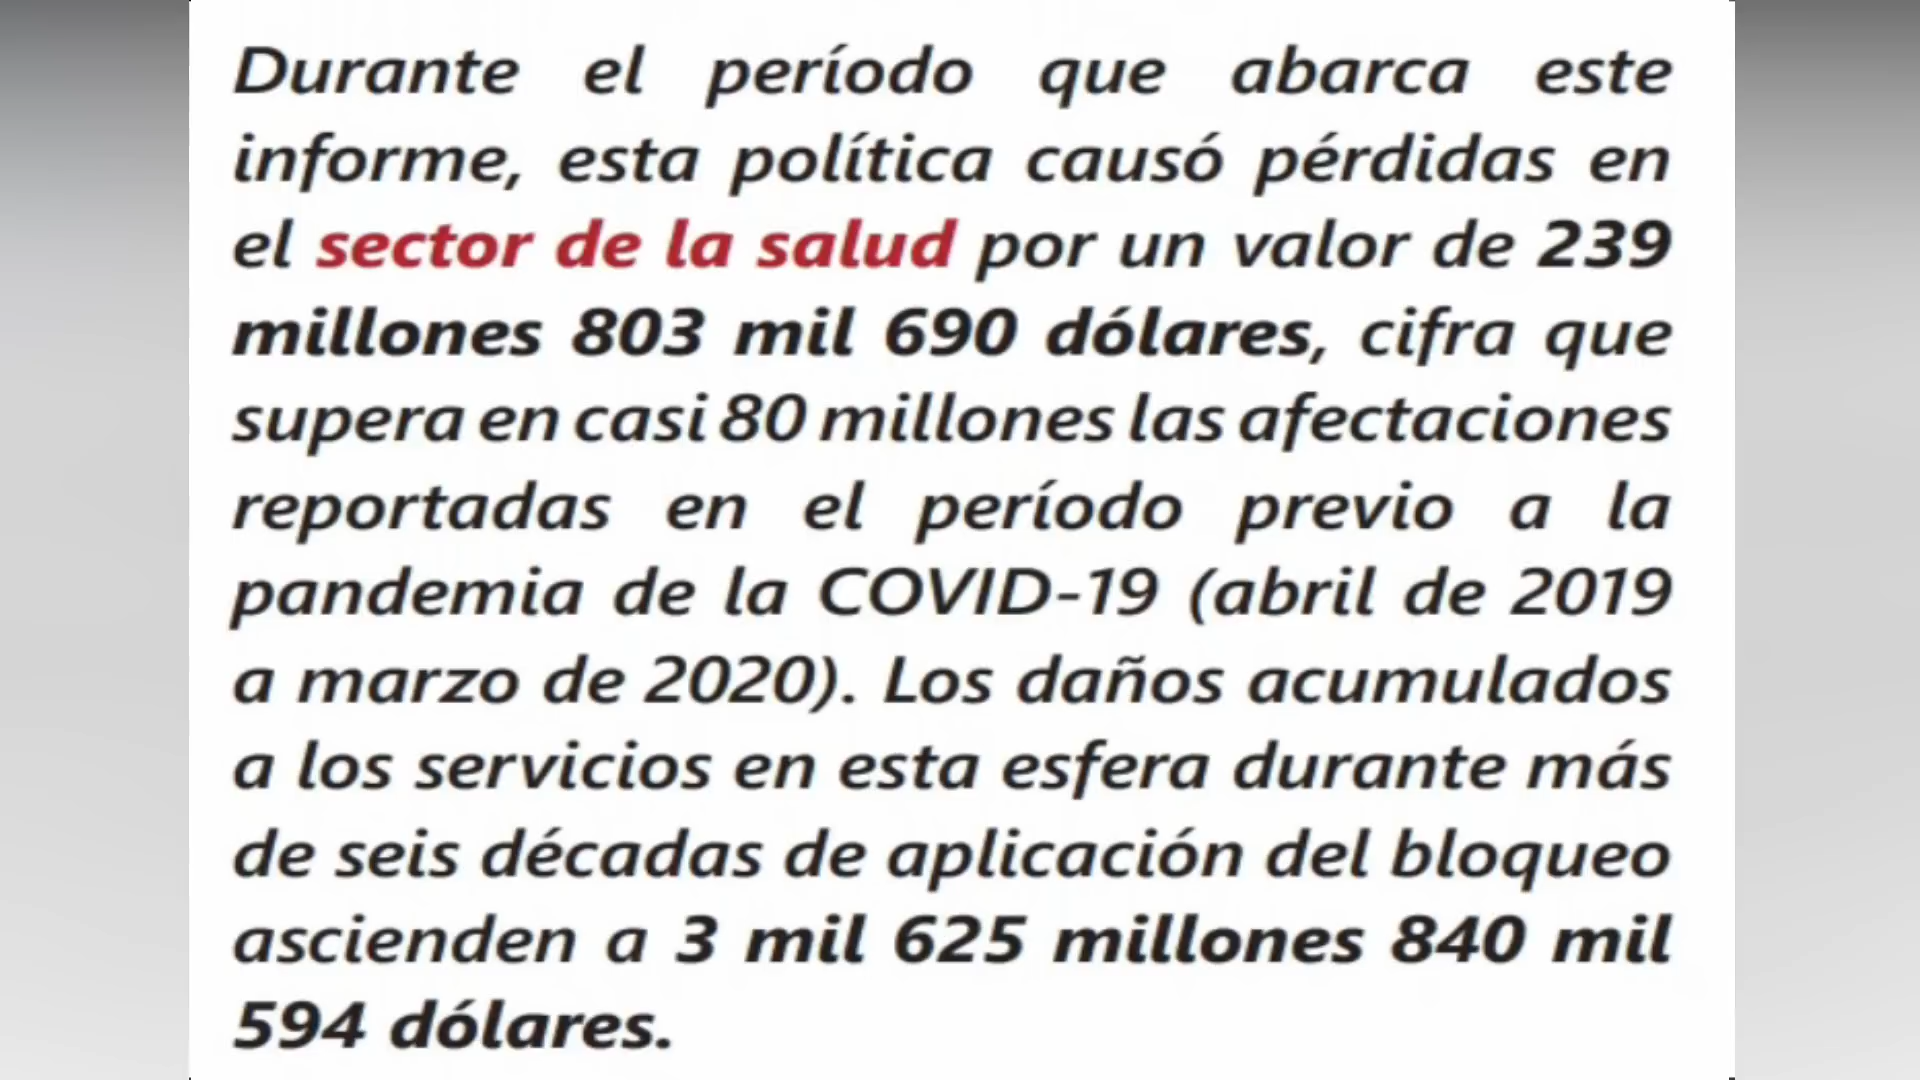 Durante el período que abarca este
informe, esta política causó pérdidas en
el sector de la salud por un valor de 239
millones 803 mil 690 dólares, cifra que
supera en casi 80 millones las afectaciones
reportadas en el período previo a la
pandemia de la COVID-19 (abril de 2019
a marzo de 2020). Los daños acumulados
a los servicios en esta esfera durante más
de seis décadas de aplicación del bloqueo
ascienden a 3 mil 625 millones 840 mil
594 dólares.